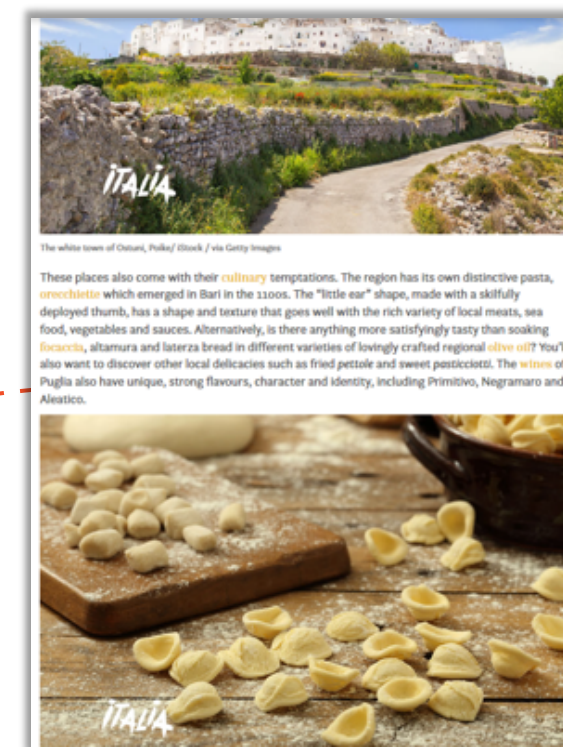 ITALIA
The white town of Ostuni, Poike/ iStock / via Getty Images
These places also come with their culinary temptations. The region has its own distinctive pasta,
orecchiette which emerged in Bari in the 1100s. The "little ear" shape, made with a skilfully
deployed thumb, has a shape and texture that goes well with the rich variety of local meats, sea
food, vegetables and sauces. Alternatively, is there anything more satisfyingly tasty than soaking
focaccia, altamura and laterza bread in different varieties of lovingly crafted regional olive oil? You'l
also want to discover other local delicacies such as fried pettole and sweet pasticciotti. The wines of
Puglia also have unique, strong flavours, character and identity, including Primitivo, Negramaro and
Aleatico.
ITALIA